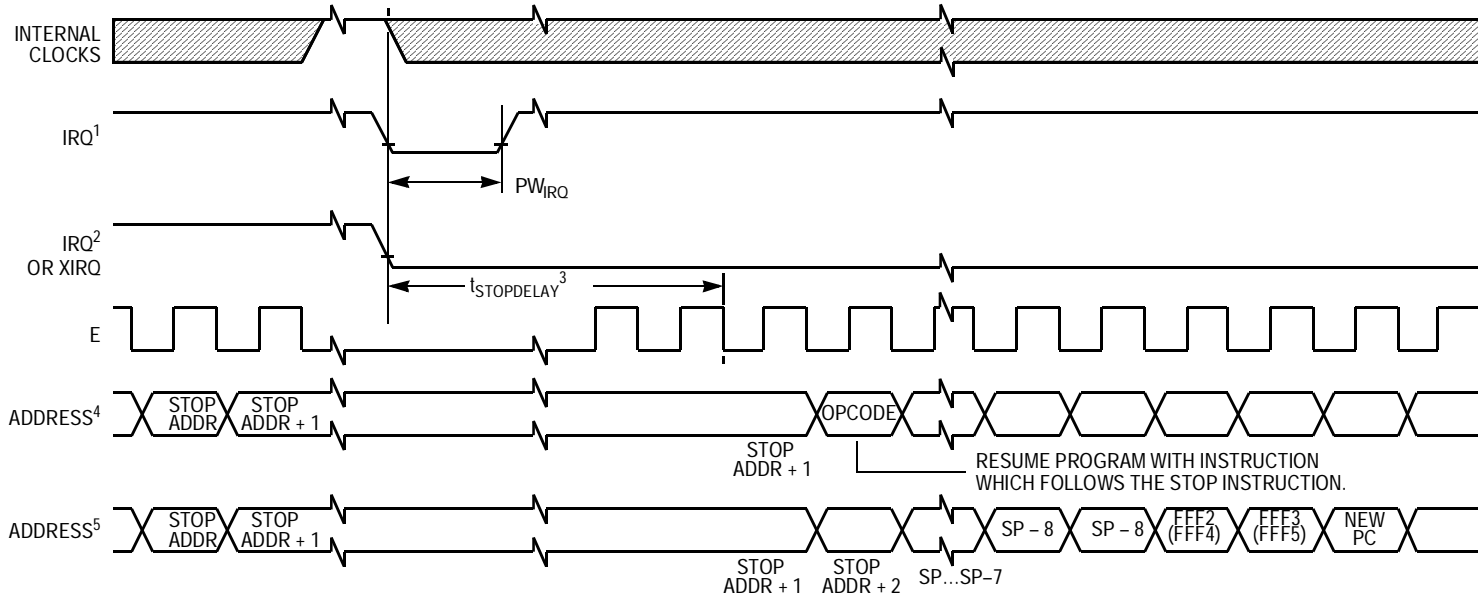 INTERNAL
CLOCKS
IRQ1
PWIRQ
IRQ2
OR XIRQ
tSTOPDELAY3
E
ADDRESS4
STOP
ADDR
STOP
ADDR + 1
OPCODE
STOP
ADDR + 1
RESUME PROGRAM WITH INSTRUCTION
WHICH FOLLOWS THE STOP INSTRUCTION.
ADDRESS5
STOP
ADDR
STOP
ADDR + 1
STOP
ADDR + 1
STOP
ADDR + 2
SP…SP–7
SP – 8
SP – 8
FFF2
(FFF4)
FFF3
(FFF5)
NEW
PC